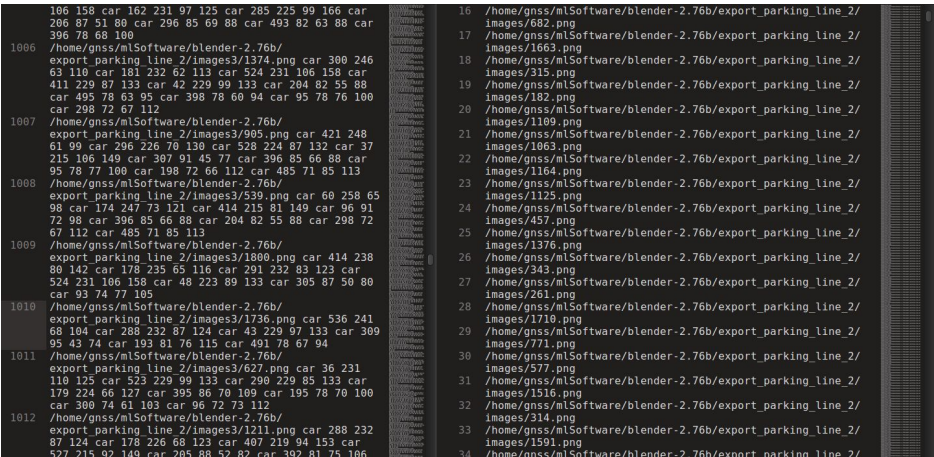 106 158 car 162 231 97 125 car 285 225 99 166 car
206 87 51 80 car 296 85 69 88 car 493 82 63 88 car
396 78 68 100
1006 /home/gnss/mlSoftware/blender-2.76b/
export_parking_line_2/images3/1374.png car 300 246
63 110 car 181 232 62 113 car 524 231 106 158 car
411 229 87 133 car 42 229 99 133 car 204 82 55 88
car 495 78 63 95 car 398 78 60 94 car 95 78 76 100
car 298 72 67 112
1007 /home/gnss/mlSoftware/blender-2.76b/
export_parking_line_2/images3/905.png car 421 248
61 99 car 296 226 70 130 car 528 224 87 132 car 37
215 106 149 car 307 91 45 77 car 396 85 66 88 car
95 78 77 100 car 198 72 66 112 car 485 71 85 113
1008 /home/gnss/mlSoftware/blender-2.76b/
export_parking_line_2/images3/539.png car 60 258 65
98 car 174 247 73 121 car 414 215 81 149 car 96 91
72 98 car 396 85 66 88 car 204 82 55 88 car 298 72
67 112 car 485 71 85 113
1009 /home/gnss/mlSoftware/blender-2.76b/
export_parking_line_2/images3/1800.png car 414 238
80 142 car 178 235 65 116 car 291 232 83 123 car
524 231 106 158 car 48 223 89 133 car 305 87 50 80
car 93 74 77 105
1010 /home/gnss/mlSoftware/blender-2.76b/
export_parking_line_2/images3/1736.png car 536 241
68 104 car 288 232 87 124 car 43 229 97 133 car 309
95 43 74 car 193 81 76 115 car 491 78 67 94
1011 /home/gnss/mlSoftware/blender-2.76b/
export_parking_line_2/images3/627.png car 36 231
110 125 car 523 229 99 133 car 290 229 85 133 car
179 224 66 127 car 395 86 70 109 car 195 78 70 100
car 300 74 61 103 car 96 72 73 112
1012 /home/gnss/mlSoftware/blender-2.76b/
export_parking_line_2/images3/1211.png car 288 232
87 124 car 178 226 68 123 car 407 219 94 153 car
527 215 92 149 car 205 88 52 82 car 392 81 75 106
16 /home/gnss/mlSoftware/blender-2.76b/export_parking_line_2/
images/682.png
17 /home/gnss/mlSoftware/blender-2.76b/export_parking_line_2/
images/1663.png
18 /home/gnss/mlSoftware/blender-2.76b/export_parking_line_2/
images/315.png
19 /home/gnss/mlSoftware/blender-2.76b/export_parking_line_2/
images/182.png
20 /home/gnss/mlSoftware/blender-2.76b/export_parking_line_2/
images/1109.png
21 /home/gnss/mlSoftware/blender-2.76b/export_parking_line_2/
images/1063.png
22 /home/gnss/mlSoftware/blender-2.76b/export_parking_line_2/
images/1164.png
23 /home/gnss/mlSoftware/blender-2.76b/export_parking_line_2/
images/1125.png
24 /home/gnss/mlSoftware/blender-2.76b/export_parking_line_2/
images/457.png
25 /home/gnss/mlSoftware/blender-2.76b/export_parking_line_2/
images/1376.png
26 /home/gnss/mlSoftware/blender-2.76b/export_parking_line_2/
images/343.png
27 /home/gnss/mlSoftware/blender-2.76b/export_parking_line_2/
images/261.png
28 /home/gnss/mlSoftware/blender-2.76b/export_parking_line_2/
images/1710.png
29 /home/gnss/mlSoftware/blender-2.76b/export_parking_line_2/
images/771.png
30 /home/gnss/mlSoftware/blender-2.76b/export_parking_line_2/
images/577.png
31 /home/gnss/mlSoftware/blender-2.76b/export_parking_line_2/
images/1516.png
32 /home/gnss/mlSoftware/blender-2.76b/export_parking_line_2/
images/314.png
33 /home/gnss/mlSoftware/blender-2.76b/export_parking_line_2/
images/1591.png
34 /home/gnss/mlSoftware/blender-2.76b/export_parking_line_2/